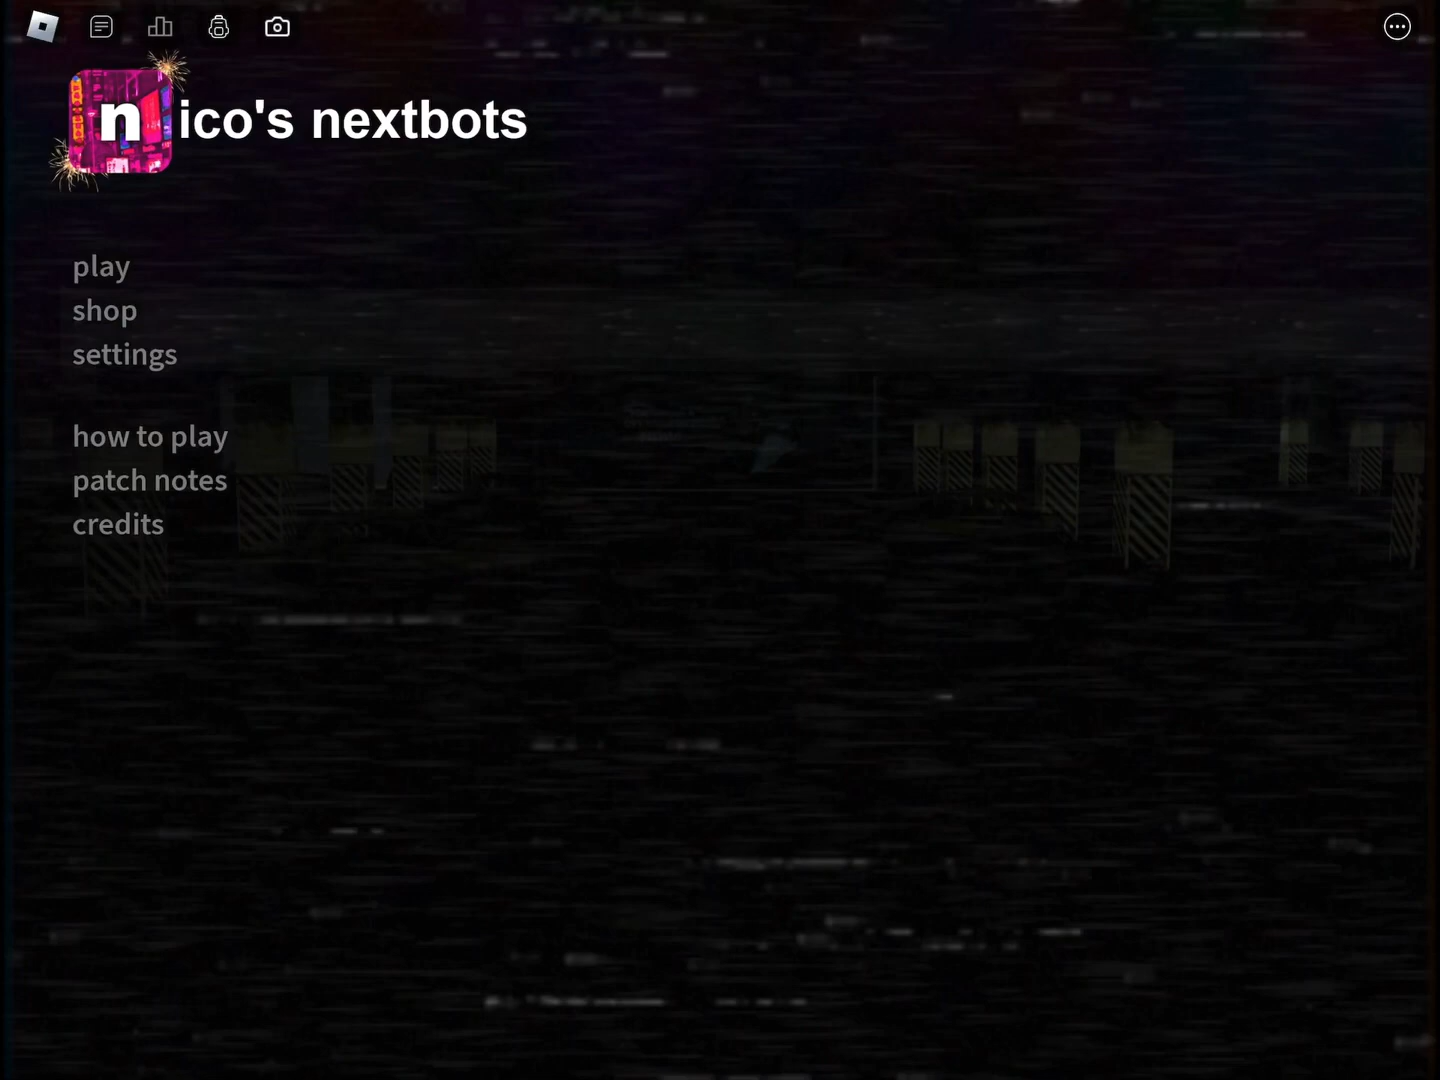 nico's nextbots
play
shop
settings
how to play
patch notes
credits